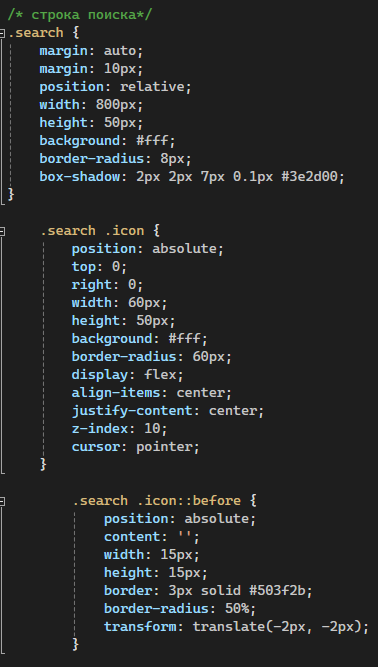 /* строка поиска*/
.search {
margin: auto;
margin: 10px;
position: relative;
width: 800px;
height: 50px;
background: #fff;
border-radius: 8px;
box-shadow: 2px 2px 7px 0.1px #3e2d00;
}
.search .icon {
position: absolute;
top: 0;
right: 0;
width: 60px;
height: 50px;
background: #fff;
border-radius: 60px;
display: flex;
align-items: center;
justify-content: center;
z-index: 10;
cursor: pointer;
}
.search .icon::before {
position: absolute;
content: '';
width: 15px;
height: 15px;
border: 3px solid #503f2b;
border-radius: 50%;
transform: translate(-2px, -2px);
}